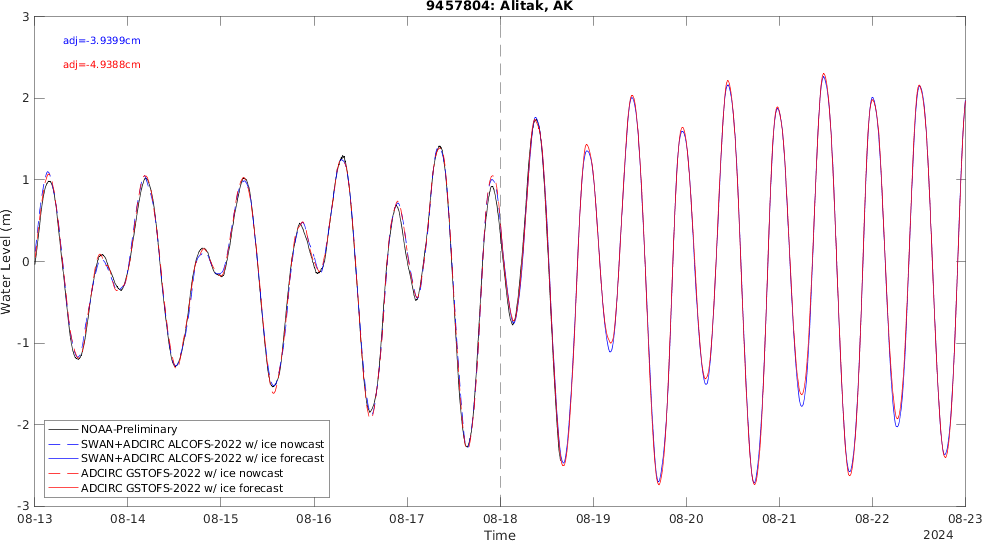 9457804: Alitak, AK
adj=-3.9399cm
adj=-4.9388cm
Water Level (m)
3
2
1
0
-1
-2
-3
NOAA-Preliminary
SWAN+ADCIRC ALCOFS-2022 w/ ice nowcast
SWAN+ADCIRC ALCOFS-2022 w/ ice forecast
ADCIRC GSTOFS-2022 w/ ice nowcast
ADCIRC GSTOFS-2022 w/ ice forecast
08-13 08-14 08-15 08-16 08-17 08-18 08-19 08-20 08-21 08-22 08-23
Time
2024